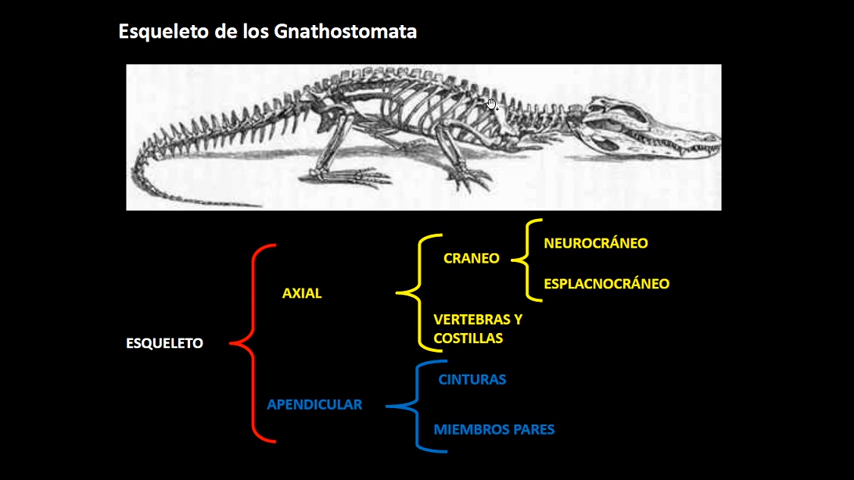 Esqueleto de los Gnathostomata
NEUROCRÁNEO
CRANEO
ESPLACNOCRÁNEO
AXIAL
VERTEBRAS Y
COSTILLAS
ESQUELETO
CINTURAS
APENDICULAR
MIEMBROS PARES